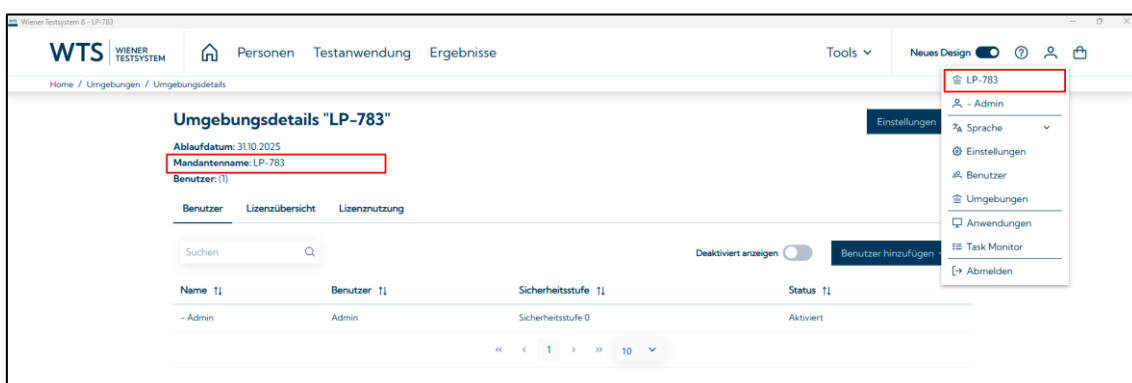 Wiener Testsystem 8 - LP-783
WTS WIENER TESTSYSTEM Personen Testanwendung Ergebnisse Tools Neues Design
Home / Umgebungen / Umgebungsdetails
LP-783
- Admin
Sprache
Einstellungen
Benutzer
Umgebungen
Anwendungen
Task Monitor
Abmelden
Umgebungsdetails "LP-783"
Einstellungen
Ablaufdatum: 31.10.2025
Mandantenname: LP-783
Benutzer: (1)
Benutzer Lizenzübersicht Lizenznutzung
Suchen Deaktiviert anzeigen Benutzer hinzufügen
Name Benutzer Sicherheitsstufe Status
- Admin Admin Sicherheitsstufe 0 Aktiviert
« ‹ 1 › » 10